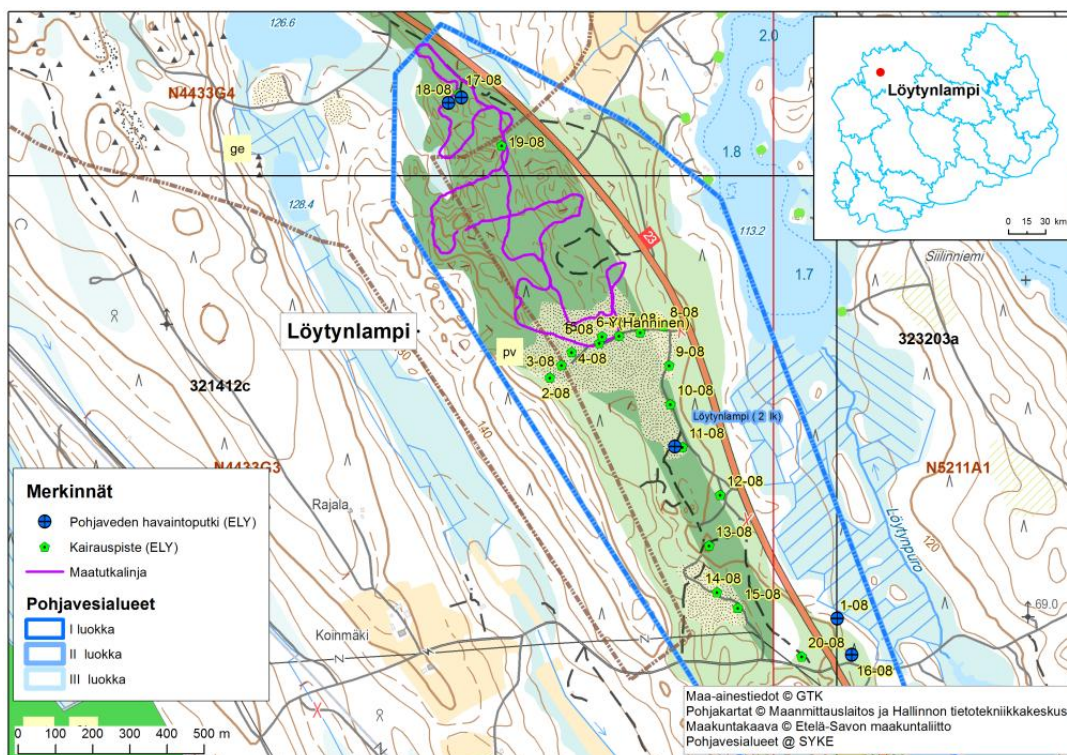 126.6
N4433G4
ge
128.4
18-08
17-08
19-08
2.0
1.8
113.2
1.7
23
Löytynlampi
0 15 30 km
Siilinniemi
323203a
Löytynlampi
321412c
130
pv
140
6-Y(Hänninen)
8-08
3-08
4-08
2-08
9-08
10-08
Löytynlampi ( 2 lk)
11-08
12-08
13-08
14-08
15-08
1-08
20-08
16-08
N4433G3
N5211A1
Löytynpuro
120
69.0
Rajala
Koinmäki
Merkinnät
Pohjaveden havaintoputki (ELY)
Kairauspiste (ELY)
Maatutkalinja
Pohjavesialueet
I luokka
II luokka
III luokka
0 100 200 300 400 500 m
Maa-ainestiedot © GTK
Pohjakartat © Maanmittauslaitos ja Hallinnon tietotekniikkakeskus
Maakuntakaava © Etelä-Savon maakuntaliitto
Pohjavesialueet @ SYKE